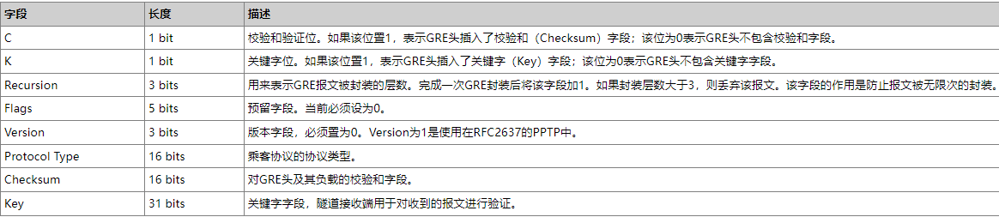 字段 长度 描述
C 1 bit 校验和验证位。如果该位置1，表示GRE头插入了校验和（Checksum）字段；该位为0表示GRE头不包含校验和字段。
K 1 bit 关键字位。如果该位置1，表示GRE头插入了关键字（Key）字段；该位为0表示GRE头不包含关键字字段。
Recursion 3 bits 用来表示GRE报文被封装的层数。完成一次GRE封装后将该字段加1。如果封装层数大于3，则丢弃该报文。该字段的作用是防止报文被无限次的封装。
Flags 5 bits 预留字段。当前必须设为0。
Version 3 bits 版本字段，必须置为0。Version为1是使用在RFC2637的PPTP中。
Protocol Type 16 bits 乘客协议的协议类型。
Checksum 16 bits 对GRE头及其负载的校验和字段。
Key 31 bits 关键字字段，隧道接收端用于对收到的报文进行验证。